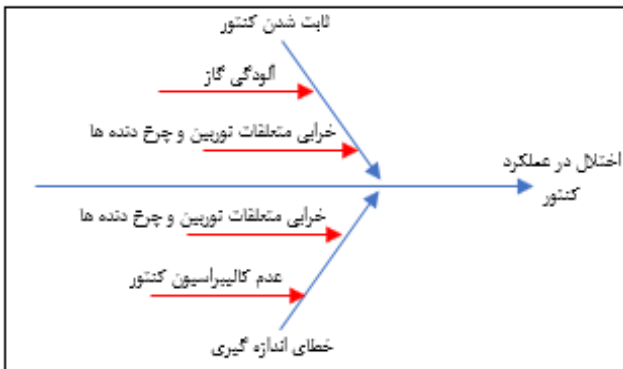 ثابت شدن کنتور
آلودگی گاز
خرابی متعلقات توربین و چرخ دنده ها
اختلال در عملکرد
کنتور
خرابی متعلقات توربین و چرخ دنده ها
عدم کالیبراسیون کنتور
خطای اندازه گیری